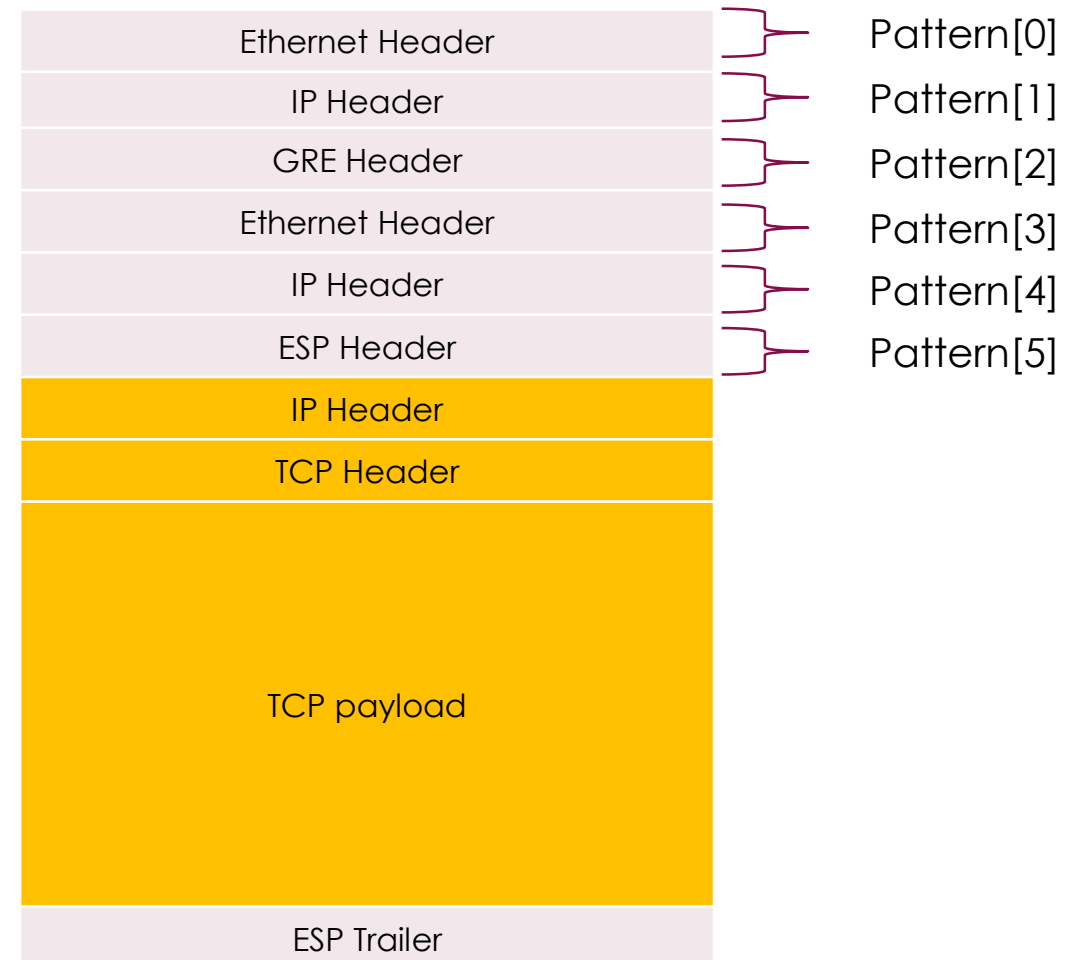 Ethernet Header Pattern[0]
IP Header Pattern[1]
GRE Header Pattern[2]
Ethernet Header Pattern[3]
IP Header Pattern[4]
ESP Header Pattern[5]
IP Header
TCP Header
TCP payload
ESP Trailer